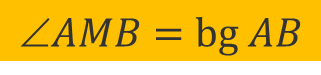 ∠AMB = bg AB